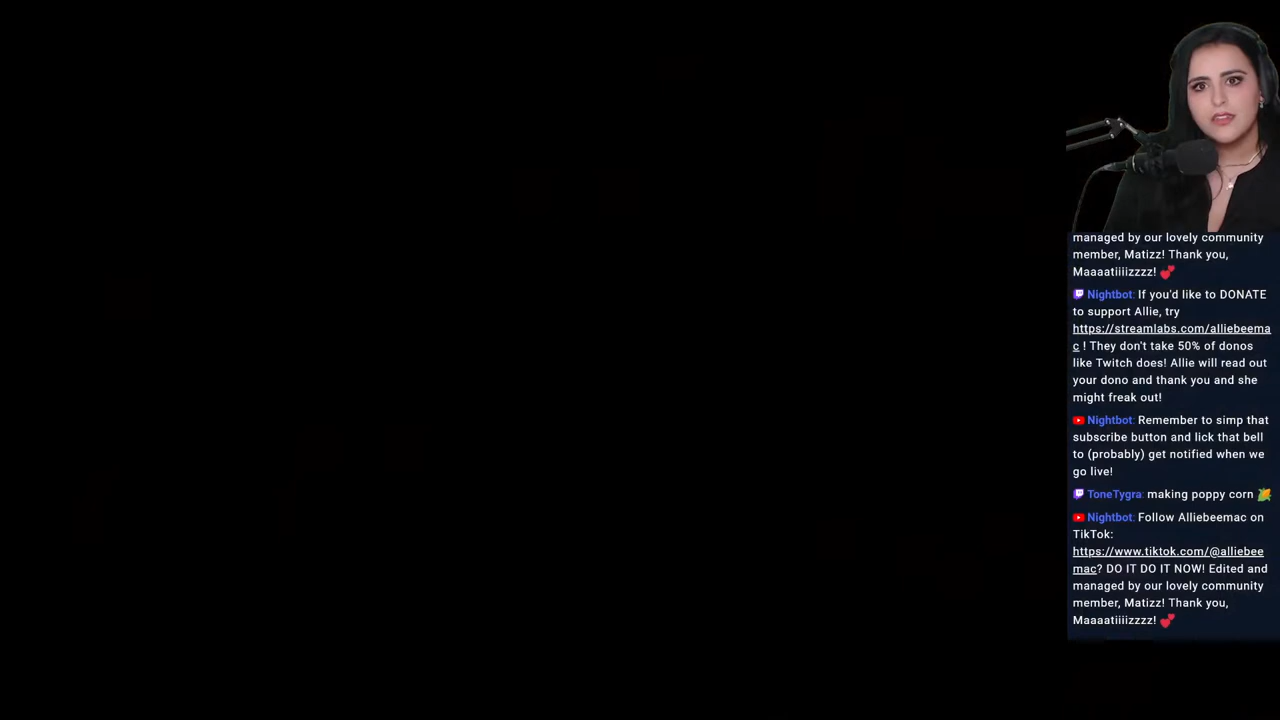 managed by our lovely community
member, Matizz! Thank you,
Maaaatiiiizzzz! 💕
Nightbot: If you'd like to DONATE
to support Allie, try
https://streamlabs.com/alliebeema
c ! They don't take 50% of donos
like Twitch does! Allie will read out
your dono and thank you and she
might freak out!
Nightbot: Remember to simp that
subscribe button and lick that bell
to (probably) get notified when we
go live!
ToneTygra: making poppy corn 🌽
Nightbot: Follow Alliebeemac on
TikTok:
https://www.tiktok.com/@alliebee
mac? DO IT DO IT NOW! Edited and
managed by our lovely community
member, Matizz! Thank you,
Maaaatiiiizzzz! 💕